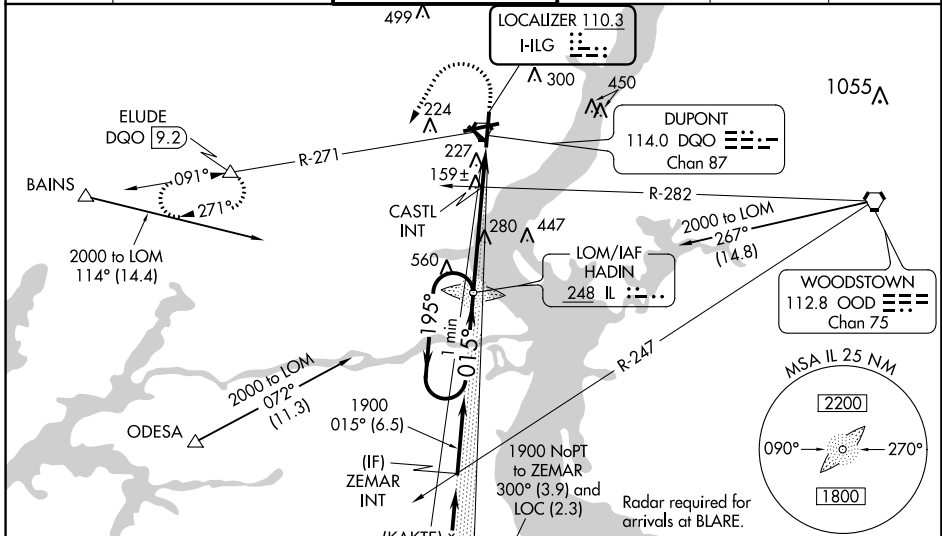 499
LOCALIZER 110.3
I-ILG
300
450
1055
224
ELUDE
DQO 9.2
DUPONT
114.0 DQO
Chan 87
R-271
227
091°
159±
BAINS
271°
R-282
CASTL
INT
2000 to LOM
114° (14.4)
280
447
2000 to LOM
267°
(14.8)
560
LOM/IAF
HADIN
248 IL
WOODSTOWN
112.8 OOD
Chan 75
195°
1 min
015°
R-247
MSA IL 25 NM
2200
090°
270°
1800
2000 to LOM
072°
(11.3)
ODESA
1900
015° (6.5)
(IF)
ZEMAR
INT
1900 NoPT
to ZEMAR
300° (3.9) and
LOC (2.3)
Radar required for
arrivals at BLARE.